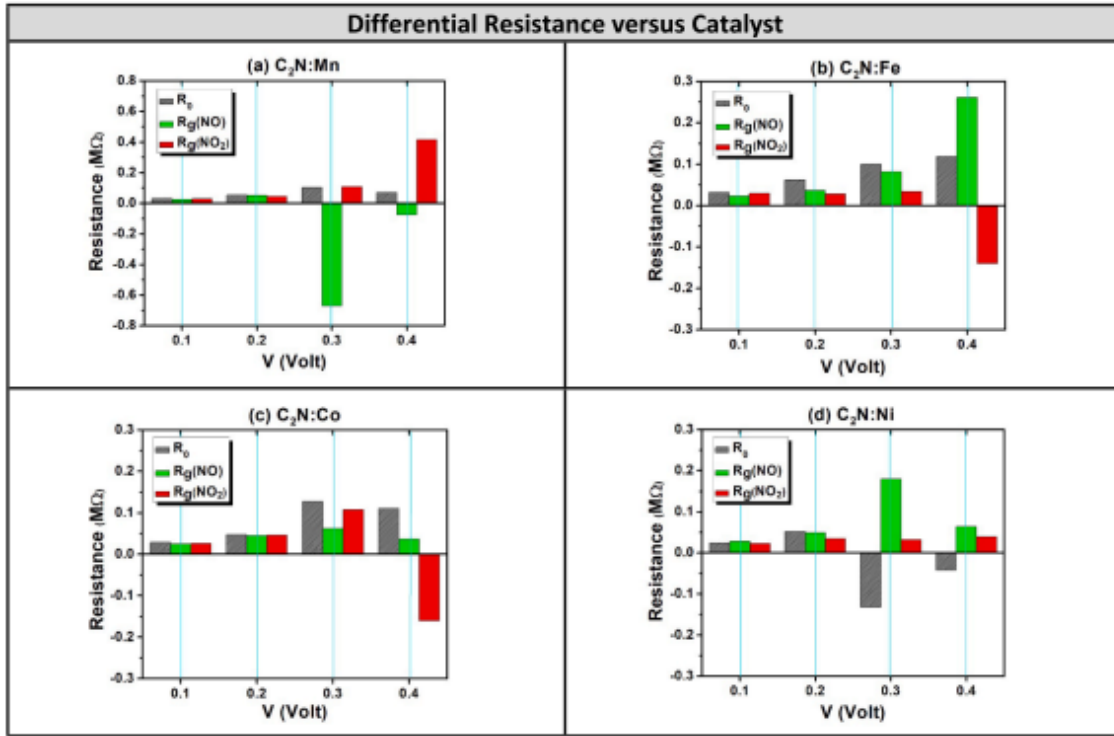 Differential Resistance versus Catalyst
(a) C₂N:Mn
R₀
Rg(NO)
Rg(NO₂)
Resistance (MΩ)
0.8
0.6
0.4
0.2
0.0
-0.2
-0.4
-0.6
-0.8
0.1 0.2 0.3 0.4
V (Volt)
(b) C₂N:Fe
R₀
Rg(NO)
Rg(NO₂)
Resistance (MΩ)
0.3
0.2
0.1
0.0
-0.1
-0.2
-0.3
0.1 0.2 0.3 0.4
V (Volt)
(c) C₂N:Co
R₀
Rg(NO)
Rg(NO₂)
Resistance (MΩ)
0.3
0.2
0.1
0.0
-0.1
-0.2
-0.3
0.1 0.2 0.3 0.4
V (Volt)
(d) C₂N:Ni
R₀
Rg(NO)
Rg(NO₂)
Resistance (MΩ)
0.3
0.2
0.1
0.0
-0.1
-0.2
-0.3
0.1 0.2 0.3 0.4
V (Volt)